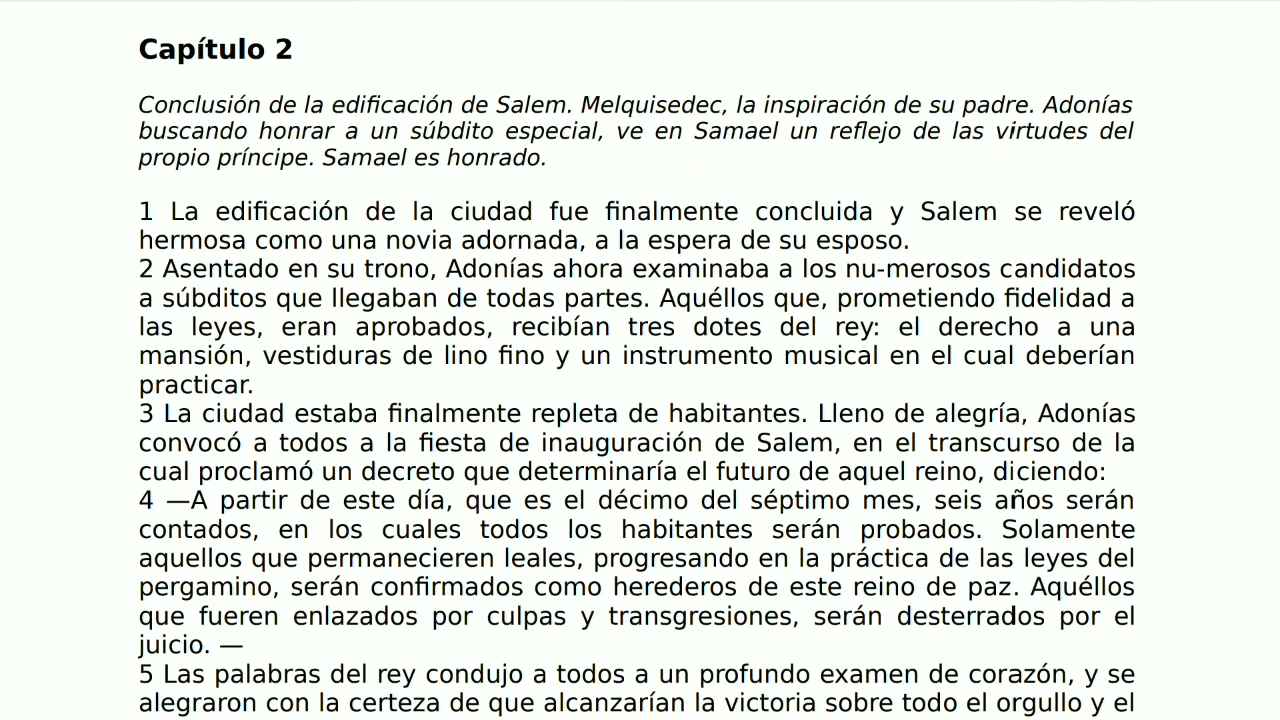 Capítulo 2
Conclusión de la edificación de Salem. Melquisedec, la inspiración de su padre. Adonías
buscando honrar a un súbdito especial, ve en Samael un reflejo de las virtudes del
propio príncipe. Samael es honrado.
1 La edificación de la ciudad fue finalmente concluida y Salem se reveló
hermosa como una novia adornada, a la espera de su esposo.
2 Asentado en su trono, Adonías ahora examinaba a los nu-merosos candidatos
a súbditos que llegaban de todas partes. Aquéllos que, prometiendo fidelidad a
las leyes, eran aprobados, recibían tres dotes del rey: el derecho a una
mansión, vestiduras de lino fino y un instrumento musical en el cual deberían
practicar.
3 La ciudad estaba finalmente repleta de habitantes. Lleno de alegría, Adonías
convocó a todos a la fiesta de inauguración de Salem, en el transcurso de la
cual proclamó un decreto que determinaría el futuro de aquel reino, diciendo:
4 —A partir de este día, que es el décimo del séptimo mes, seis años serán
contados, en los cuales todos los habitantes serán probados. Solamente
aquellos que permanecieren leales, progresando en la práctica de las leyes del
pergamino, serán confirmados como herederos de este reino de paz. Aquéllos
que fueren enlazados por culpas y transgresiones, serán desterrados por el
juicio. —
5 Las palabras del rey condujo a todos a un profundo examen de corazón, y se
alegraron con la certeza de que alcanzarían la victoria sobre todo el orgullo y el